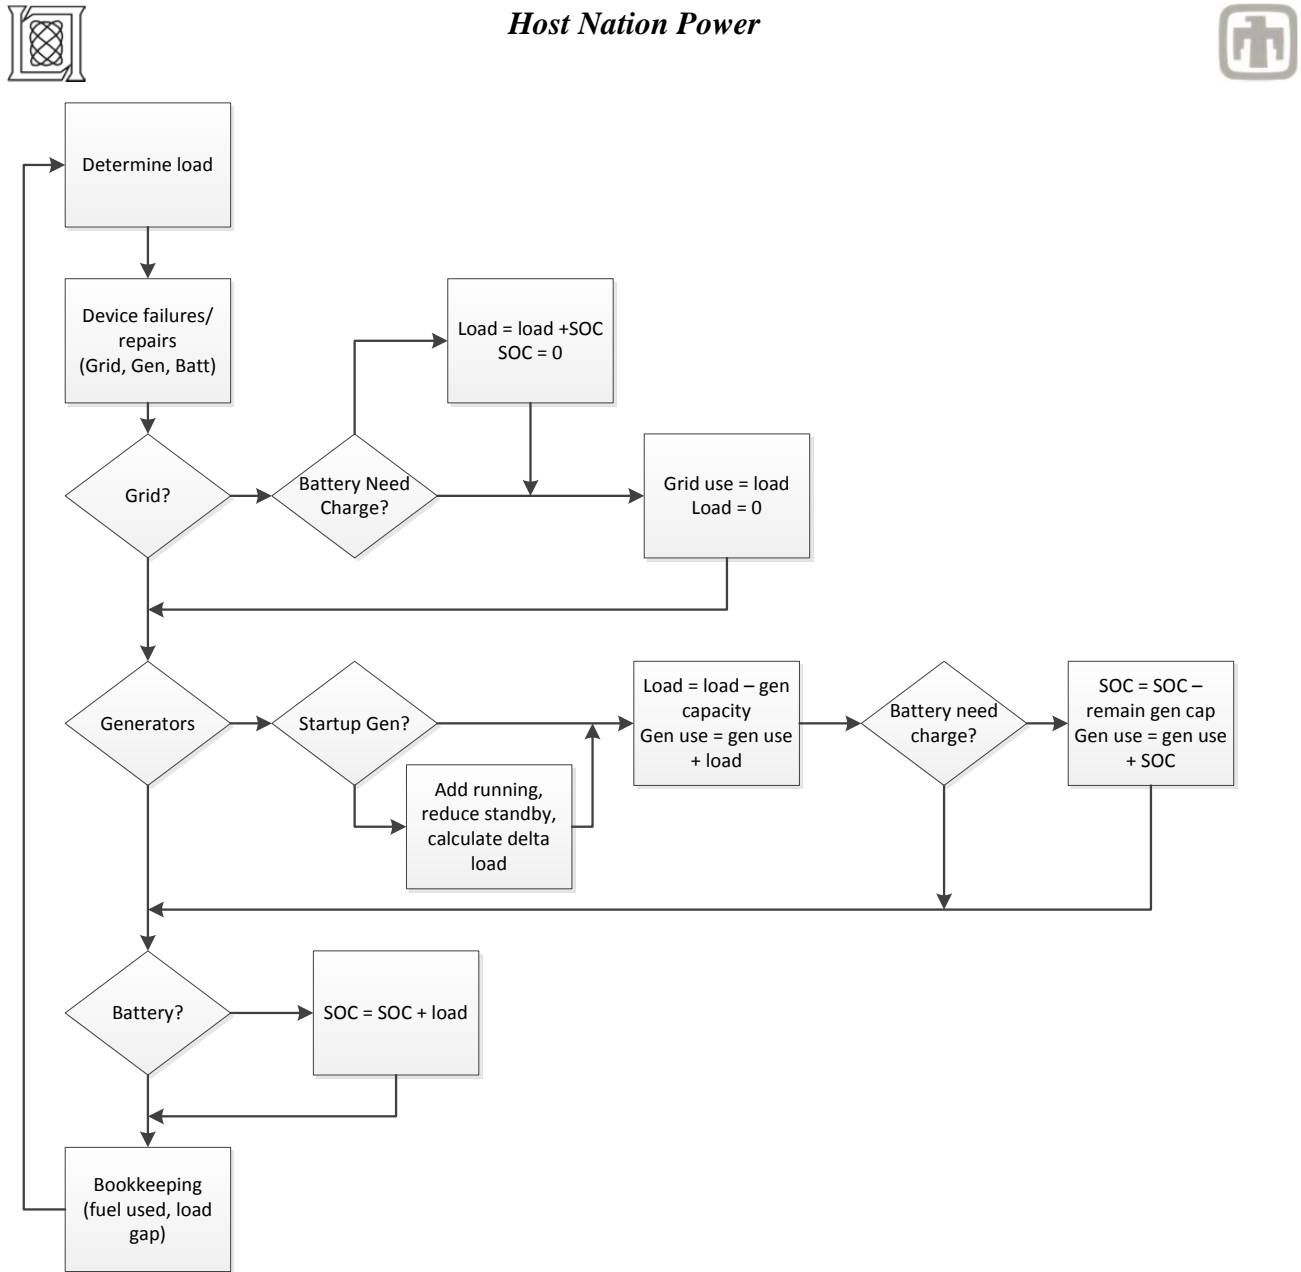 Host Nation Power
Determine load
Device failures/
repairs
(Grid, Gen, Batt)
Load = load +SOC
SOC = 0
Grid?
Battery Need
Charge?
Grid use = load
Load = 0
Generators
Startup Gen?
Load = load – gen
capacity
Gen use = gen use
+ load
Battery need
charge?
SOC = SOC –
remain gen cap
Gen use = gen use
+ SOC
Add running,
reduce standby,
calculate delta
load
Battery?
SOC = SOC + load
Bookkeeping
(fuel used, load
gap)